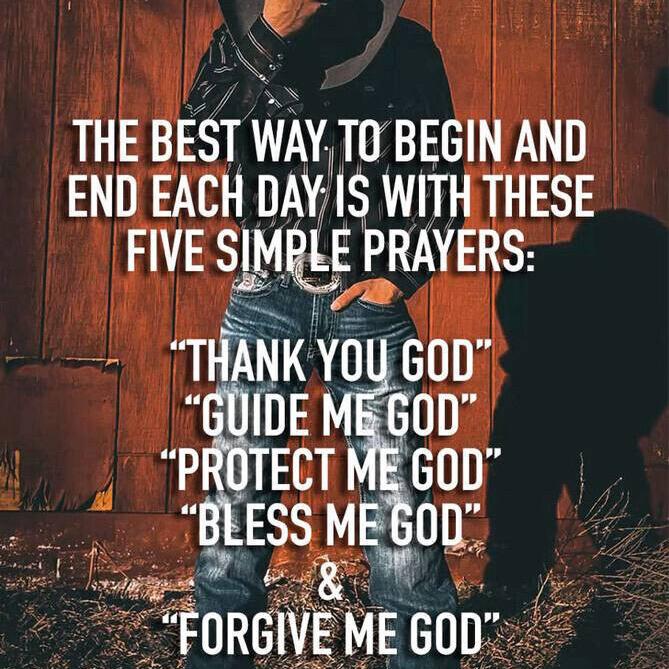 THE BEST WAY TO BEGIN AND
END EACH DAY IS WITH THESE
FIVE SIMPLE PRAYERS:
“THANK YOU GOD”
“GUIDE ME GOD”
“PROTECT ME GOD”
“BLESS ME GOD”
&
“FORGIVE ME GOD”